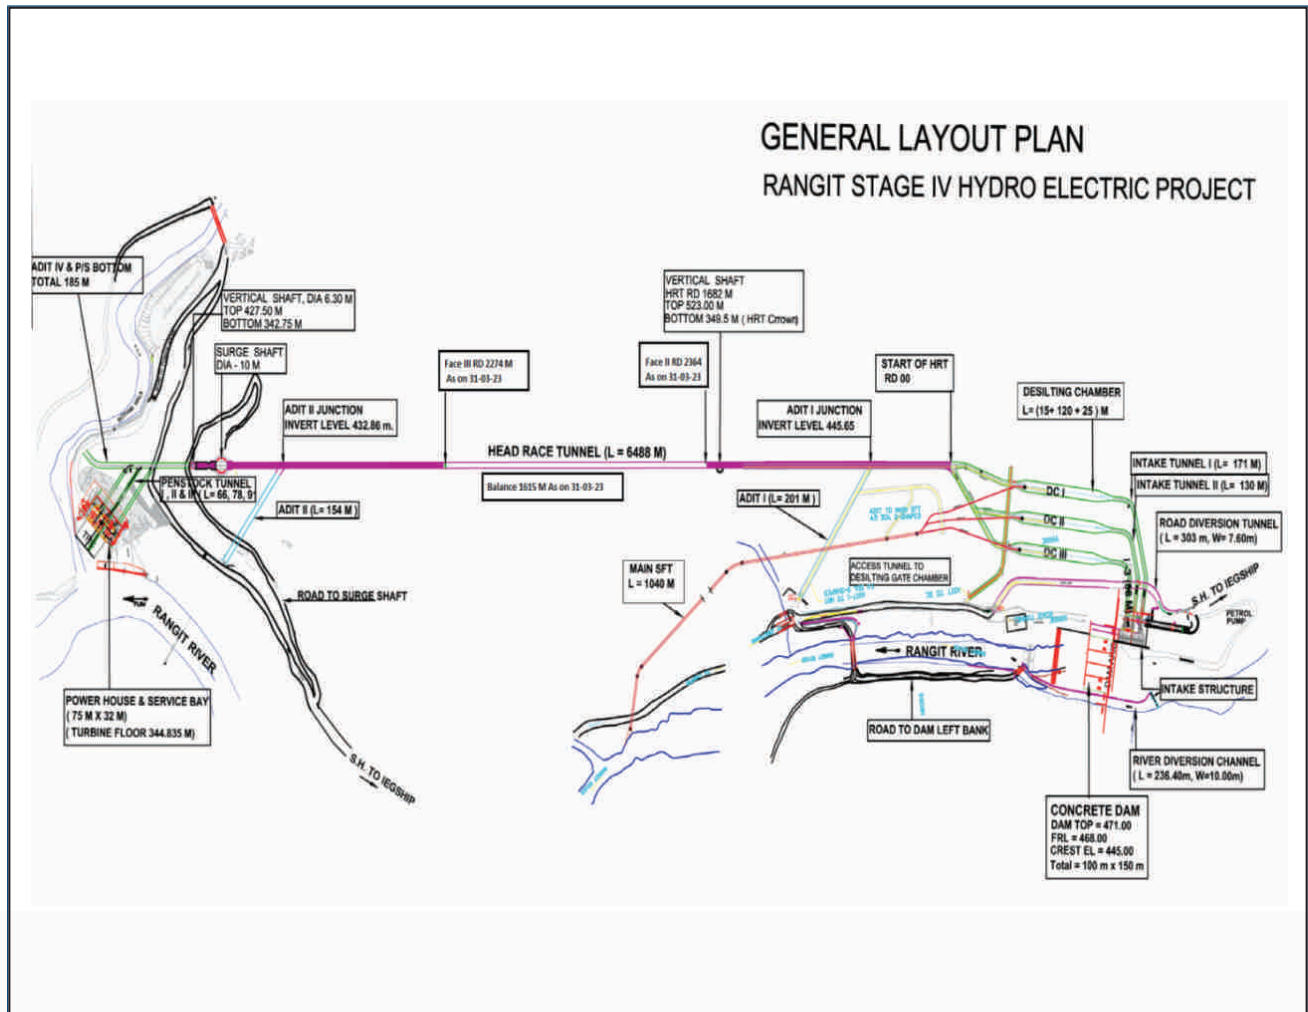 GENERAL LAYOUT PLAN
RANGIT STAGE IV HYDRO ELECTRIC PROJECT
ADIT IV & P/S BOTTOM
TOTAL 185 M
VERTICAL SHAFT, DIA 6.30 M
TOP 427.50 M
BOTTOM 342.75 M
SURGE SHAFT
DIA - 10 M
ADIT II JUNCTION
INVERT LEVEL 432.86 m.
Face III RD 2274 M
As on 31-03-23
VERTICAL SHAFT
HRT RD 1682 M
TOP 523.00 M
BOTTOM 349.5 M ( HRT Crrown)
Face II RD 2364
As on 31-03-23
START OF HRT
RD 00
ADIT I JUNCTION
INVERT LEVEL 445.65
DESILTING CHAMBER
L= (15+ 120 + 25 ) M
HEAD RACE TUNNEL (L = 6488 M)
Balance 1615 M As on 31-03-23
INTAKE TUNNEL I (L= 171 M)
INTAKE TUNNEL II (L= 130 M)
PENSTOCK TUNNEL
I , II & III ( L= 66, 78, 9
ADIT II (L= 154 M )
ADIT I (L= 201 M )
DC I
DC II
DC III
ROAD DIVERSION TUNNEL
( L = 303 m, W= 7.60m)
MAIN SFT
L = 1040 M
ACCESS TUNNEL TO
DESILTING GATE CHAMBER
S.H. TO lEGSHIP
PETROL
PUMP
ROAD TO SURGE SHAFT
RANGIT RIVER
RANGIT RIVER
INTAKE STRUCTURE
POWER HOUSE & SERVICE BAY
( 75 M X 32 M)
( TURBINE FLOOR 344.835 M)
ROAD TO DAM LEFT BANK
S.H. TO lEGSHIP
RIVER DIVERSION CHANNEL
( L = 236.40m, W=10.00m)
CONCRETE DAM
DAM TOP = 471.00
FRL = 468.00
CREST EL = 445.00
Total = 100 m x 150 m